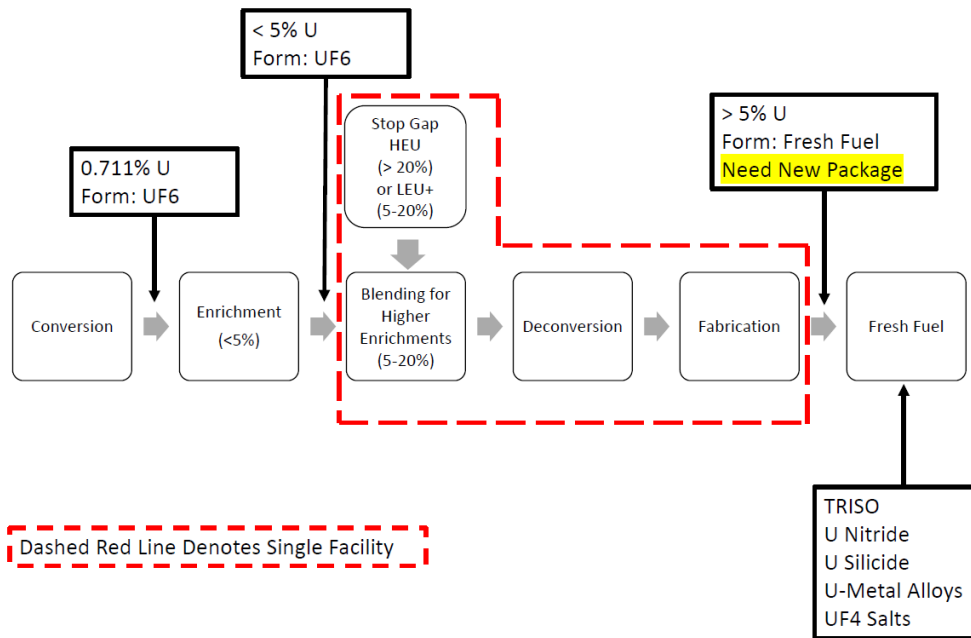 < 5% U
Form: UF6
> 5% U
Form: Fresh Fuel
Need New Package
0.711% U
Form: UF6
Stop Gap
HEU
(> 20%)
or LEU+
(5-20%)
Conversion
Enrichment
(<5%)
Blending for
Higher
Enrichments
(5-20%)
Deconversion
Fabrication
Fresh Fuel
Dashed Red Line Denotes Single Facility
TRISO
U Nitride
U Silicide
U-Metal Alloys
UF4 Salts